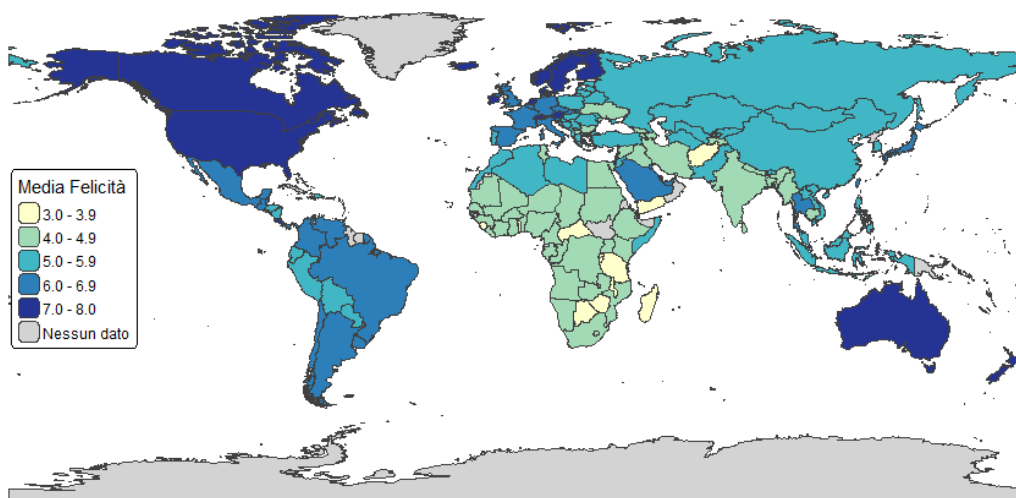 Media Felicità
3.0 - 3.9
4.0 - 4.9
5.0 - 5.9
6.0 - 6.9
7.0 - 8.0
Nessun dato